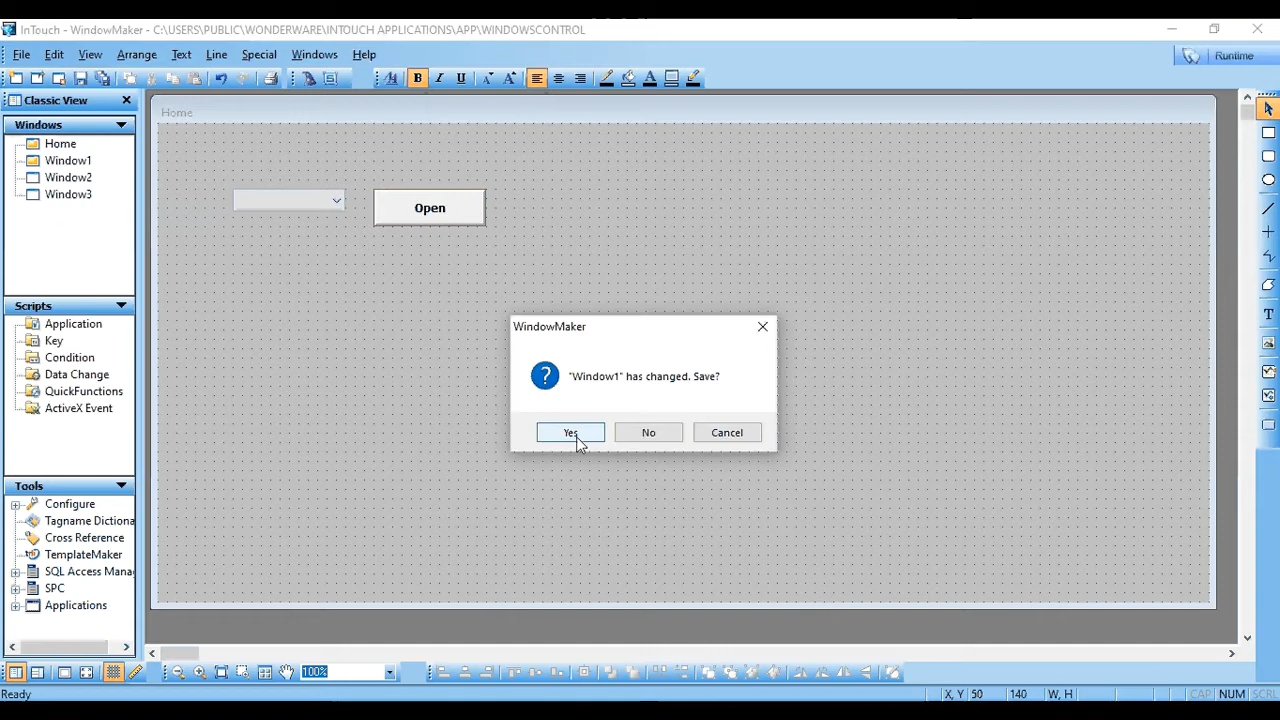 InTouch - WindowMaker - C:\USERS\PUBLIC\WONDERWARE\INTOUCH APPLICATIONS\APP\WINDOWSCONTROL
File Edit View Arrange Text Line Special Windows Help
Runtime
B I U A
Classic View
Windows
Home
Window1
Window2
Window3
Scripts
Application
Key
Condition
Data Change
QuickFunctions
ActiveX Event
Tools
Configure
Tagname Dictiona
Cross Reference
TemplateMaker
SQL Access Mana
SPC
Applications
Home
Open
WindowMaker
"Window1" has changed. Save?
Yes No Cancel
T
100%
Ready
X, Y 50 140 W, H CAP NUM SCRL